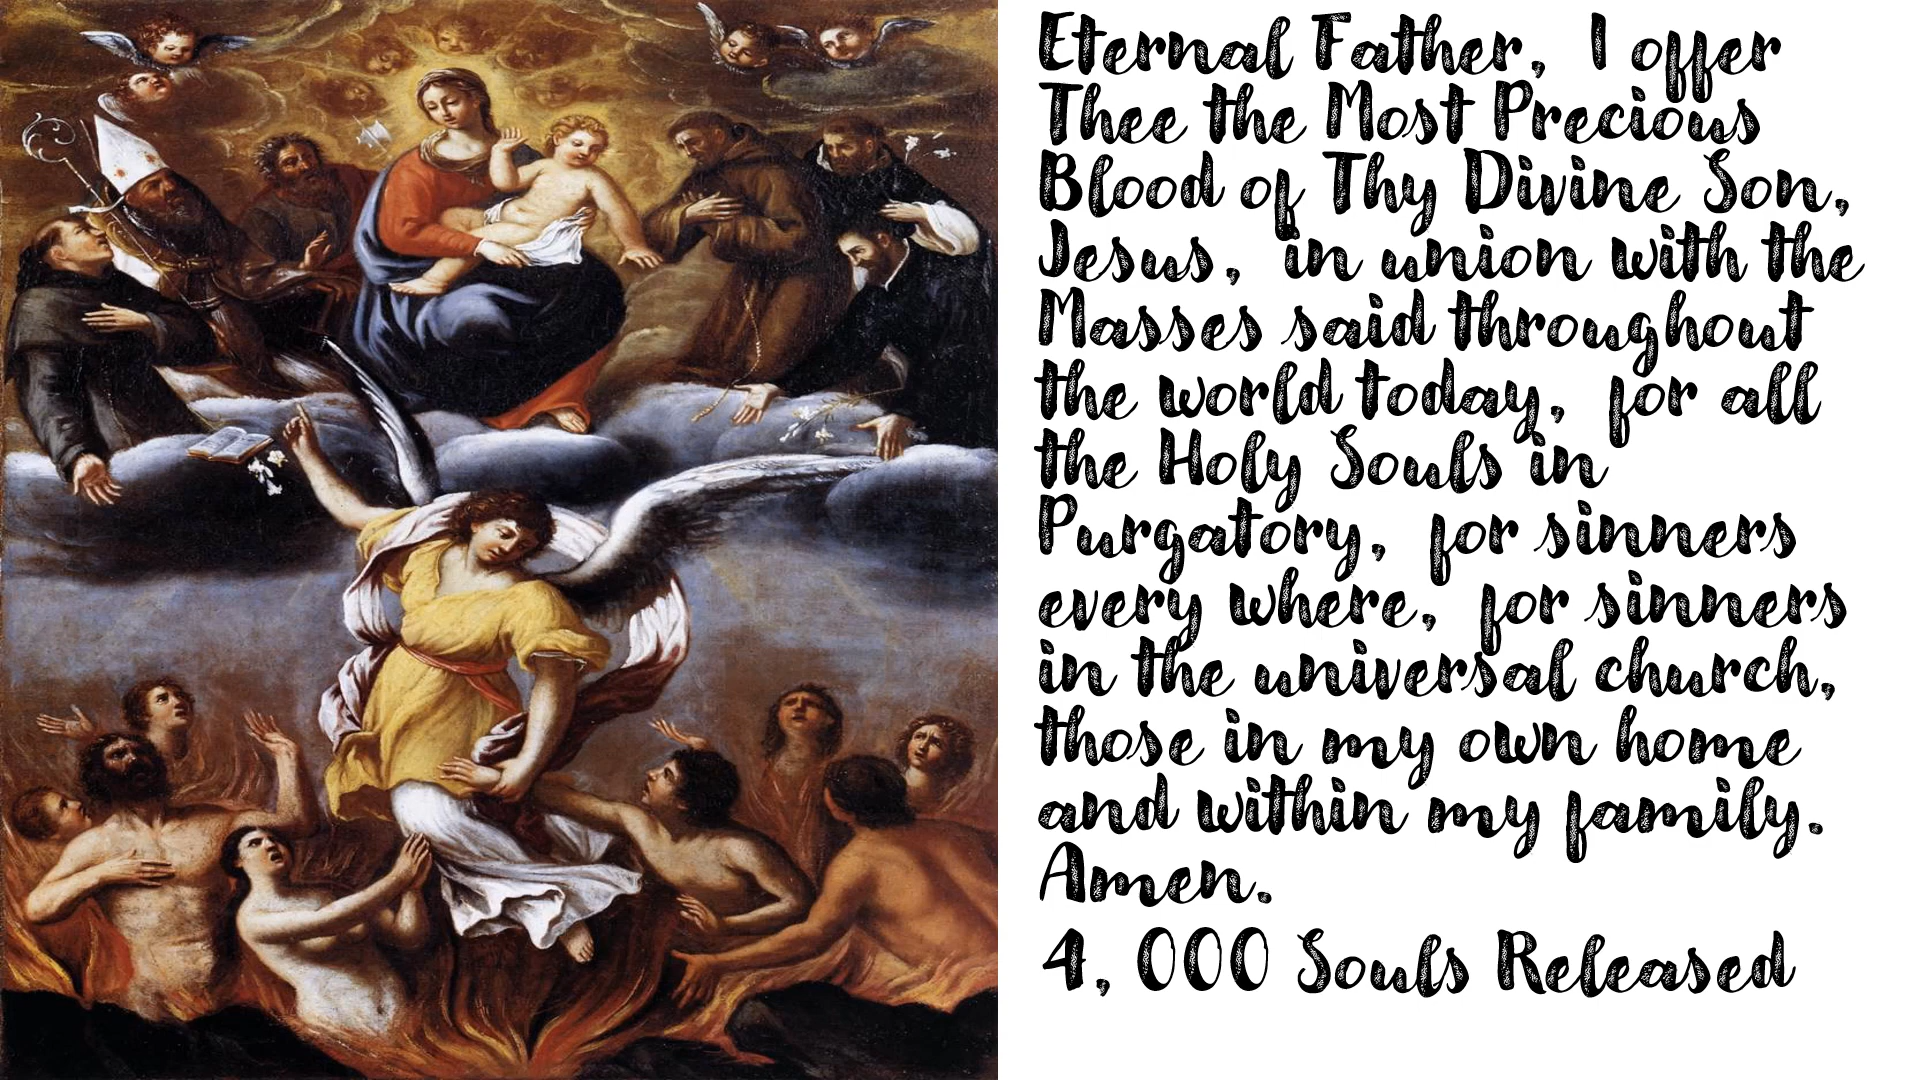 Eternal Father, I offer
Thee the Most Precious
Blood of Thy Divine Son,
Jesus, in union with the
Masses said throughout
the world today, for all
the Holy Souls in
Purgatory, for sinners
every where, for sinners
in the universal church,
those in my own home
and within my family.
Amen.
4, 000 Souls Released